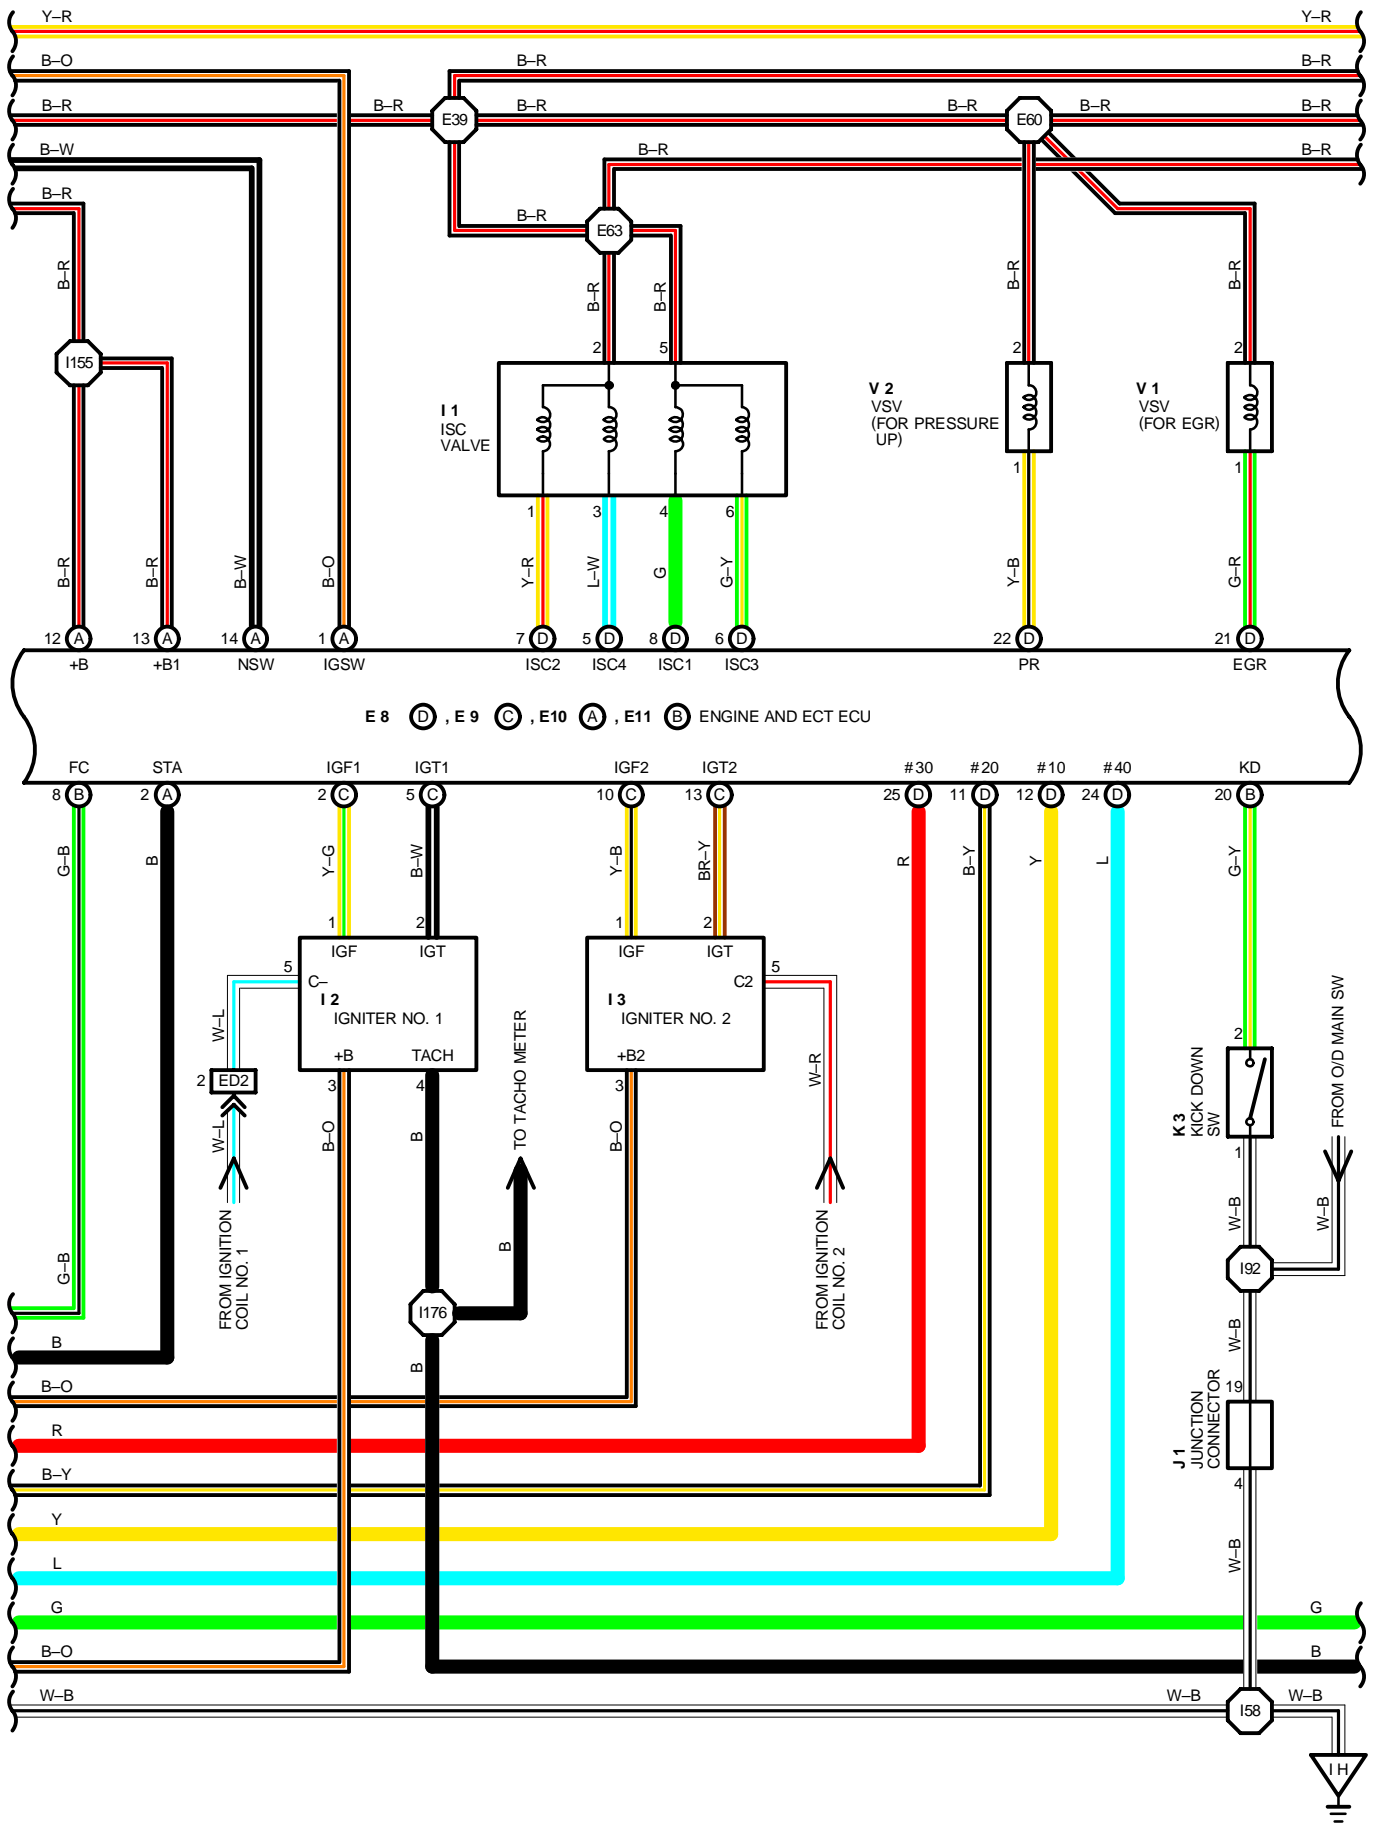 Y–R Y–R
B–O B–R B–R
B–R B–R E39 B–R B–R E60 B–R B–R
B–W B–R B–R
B–R B–R E63
B–R B–R B–R B–R B–R
I155 2 5 2 2
I 1
ISC
VALVE
V 2
VSV
(FOR PRESSURE
UP)
V 1
VSV
(FOR EGR)
1 3 4 6 1 1
B–R B–R B–W B–O Y–R L–W G G–Y Y–B G–R
12 A 13 A 14 A 1 A 7 D 5 D 8 D 6 D 22 D 21 D
+B +B1 NSW IGSW ISC2 ISC4 ISC1 ISC3 PR EGR
E 8 D , E 9 C , E10 A , E11 B ENGINE AND ECT ECU
FC STA IGF1 IGT1 IGF2 IGT2 #30 #20 #10 #40 KD
8 B 2 A 2 C 5 C 10 C 13 C 25 D 11 D 12 D 24 D 20 B
G–B B Y–G B–W Y–B BR–Y R B–Y Y L G–Y
1 2 1 2
IGF IGT IGF IGT
5 C– C2 5
I 2
IGNITER NO. 1
I 3
IGNITER NO. 2
W–L W–R
+B TACH +B2
2 ED2 3 4 3
W–L B–O B B–O
TO TACHO METER
B
FROM IGNITION
COIL NO. 1
FROM IGNITION
COIL NO. 2
2
K 3
KICK DOWN
SW
1
FROM O/D MAIN SW
W–B W–B
G–B I92
I176
B B W–B
B–O 19
J 1
JUNCTION
CONNECTOR
R
B–Y 4
Y W–B
L
G G
B–O B
W–B W–B I58 W–B
I H